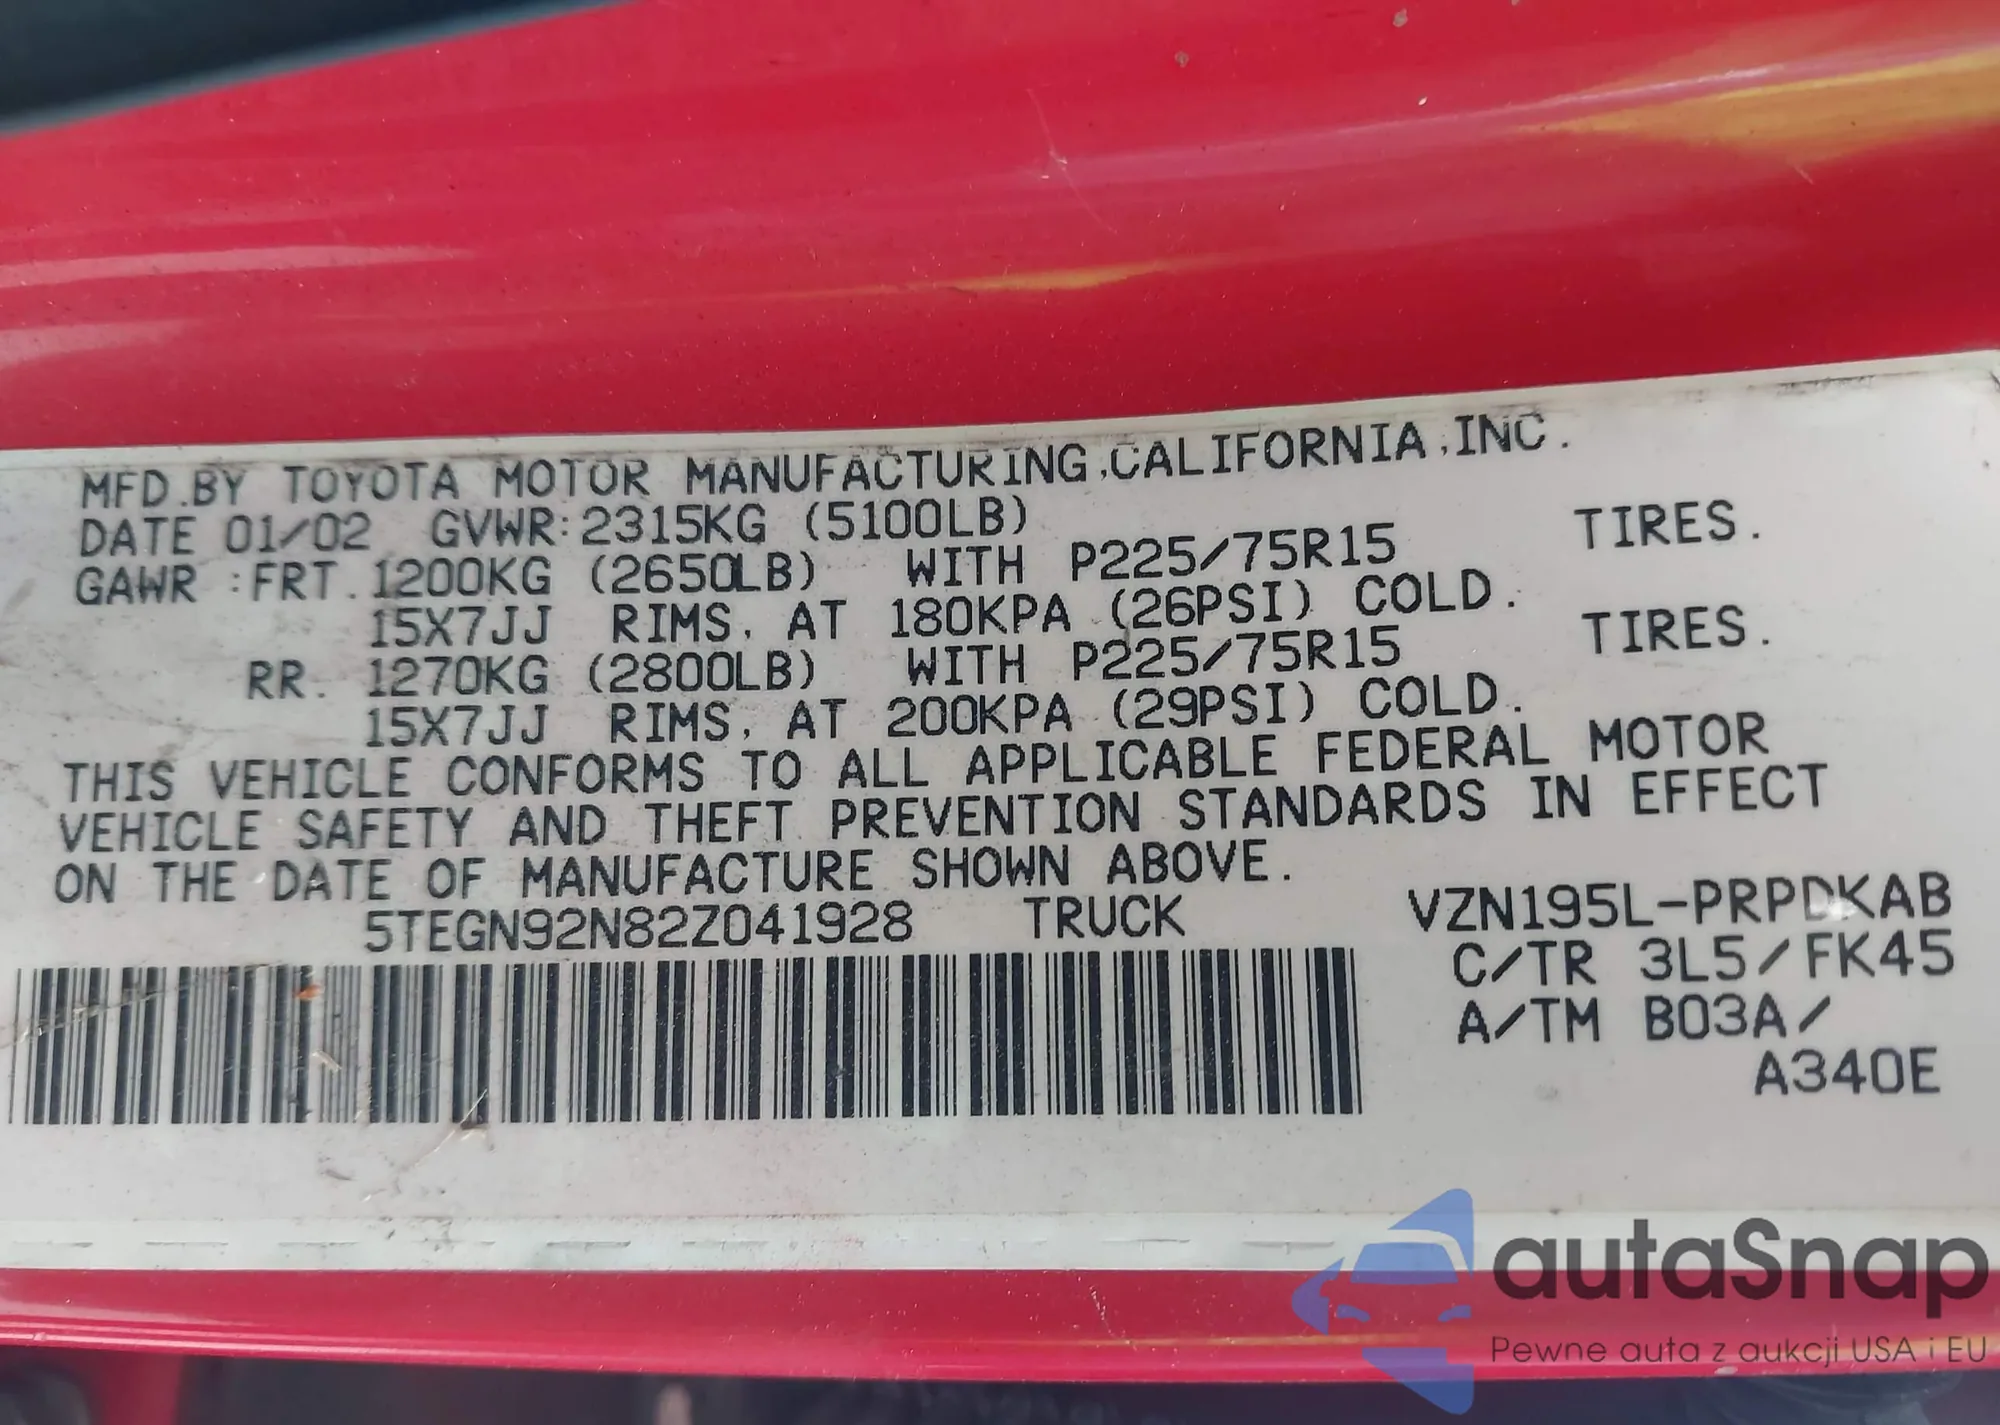 MFD.BY TOYOTA MOTOR MANUFACTURING,CALIFORNIA,INC.
DATE 01/02 GVWR:2315KG (5100LB)
GAWR :FRT.1200KG (2650LB) WITH P225/75R15 TIRES.
15X7JJ RIMS, AT 180KPA (26PSI) COLD.
RR. 1270KG (2800LB) WITH P225/75R15 TIRES.
15X7JJ RIMS, AT 200KPA (29PSI) COLD.
THIS VEHICLE CONFORMS TO ALL APPLICABLE FEDERAL MOTOR
VEHICLE SAFETY AND THEFT PREVENTION STANDARDS IN EFFECT
ON THE DATE OF MANUFACTURE SHOWN ABOVE.
5TEGN92N82Z041928 TRUCK VZN195L-PRPDKAB
C/TR 3L5/FK45
A/TM B03A/
A340E
autaSnap
Pewne auta z aukcji USA i EU